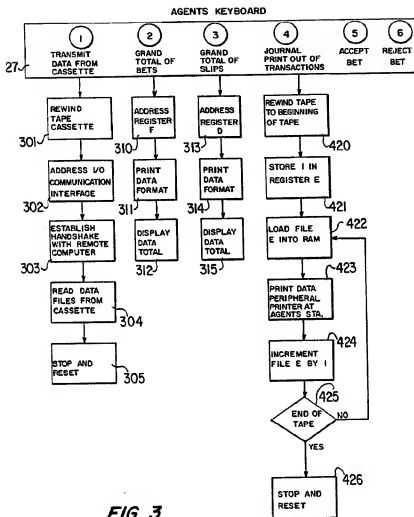 AGENTS KEYBOARD
1 2 3 4 5 6
TRANSMIT
DATA FROM
CASSETTE
GRAND
TOTAL OF
BETS
GRAND
TOTAL OF
SLIPS
JOURNAL
PRINT OUT OF
TRANSACTIONS
ACCEPT
BET
REJECT
BET
27
REWIND
TAPE
CASSETTE
301
ADDRESS I/O
COMMUNICATION
INTERFACE
302
ESTABLISH
HANDSHAKE
WITH REMOTE
COMPUTER
303
READ DATA
FILES FROM
CASSETTE
304
STOP AND
RESET
305
ADDRESS
REGISTER
F
310
PRINT
DATA
FORMAT
311
DISPLAY
DATA
TOTAL
312
ADDRESS
REGISTER
D
313
PRINT
DATA
FORMAT
314
DISPLAY
DATA
TOTAL
315
REWIND TAPE
TO BEGINNING
OF TAPE
420
STORE 1 IN
REGISTER E
421
LOAD FILE
E INTO RAM
422
PRINT DATA
PERIPHERAL
PRINTER AT
AGENTS STA.
423
INCREMENT
FILE E BY 1
424
END OF
TAPE
425
NO
YES
STOP AND
RESET
426
FIG 3